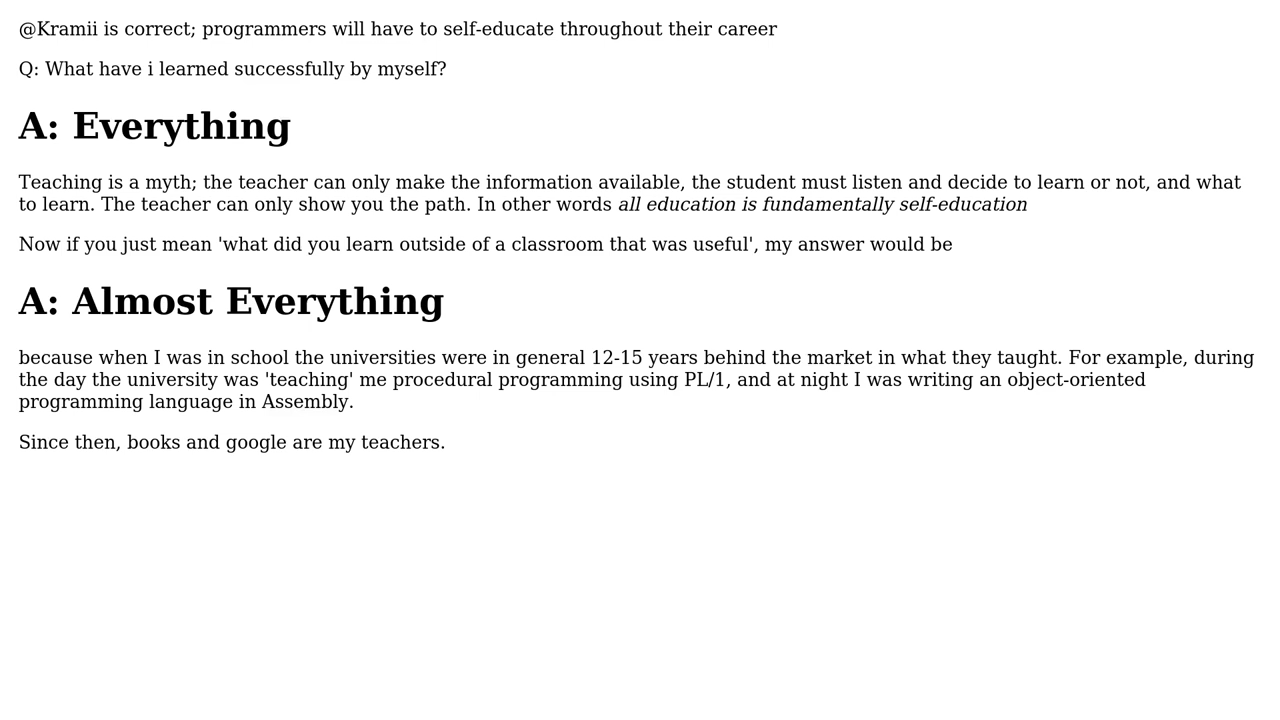 @Kramii is correct; programmers will have to self-educate throughout their career
Q: What have i learned successfully by myself?
A: Everything
Teaching is a myth; the teacher can only make the information available, the student must listen and decide to learn or not, and what
to learn. The teacher can only show you the path. In other words all education is fundamentally self-education
Now if you just mean 'what did you learn outside of a classroom that was useful', my answer would be
A: Almost Everything
because when I was in school the universities were in general 12-15 years behind the market in what they taught. For example, during
the day the university was 'teaching' me procedural programming using PL/1, and at night I was writing an object-oriented
programming language in Assembly.
Since then, books and google are my teachers.